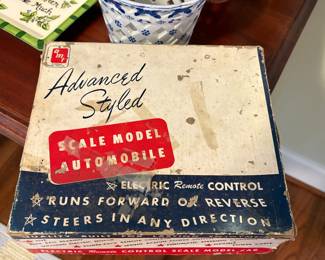 AMT
Advanced
Styled
SCALE MODEL
AUTOMOBILE
ELECTRIC Remote CONTROL
RUNS FORWARD OR REVERSE
STEERS IN ANY DIRECTION
ELECTRIC Remote CONTROL SCALE MODEL CAR